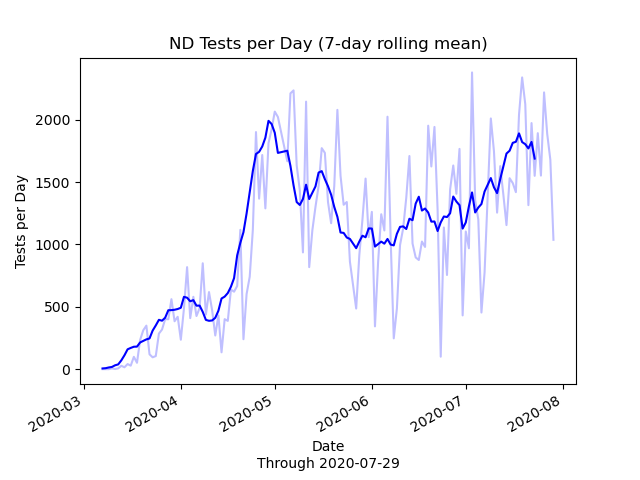 ND Tests per Day (7-day rolling mean)
Tests per Day
2000
1500
1000
500
0
2020-03
2020-04
2020-05
2020-06
2020-07
2020-08
Date
Through 2020-07-29